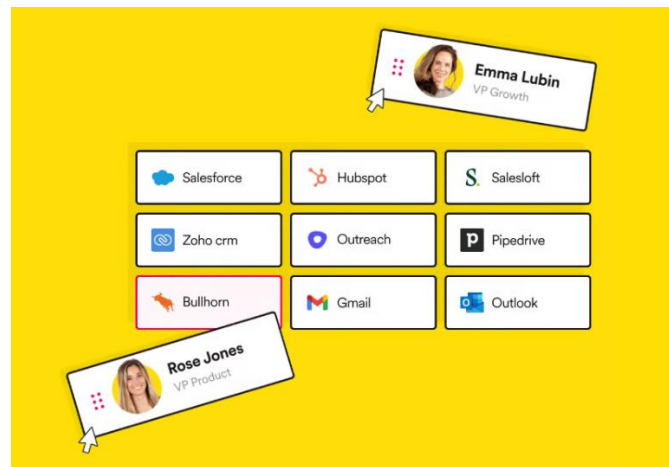 Emma Lubin
VP Growth
Salesforce
Hubspot
S. Salesloft
Zoho crm
Outreach
p Pipedrive
Bullhorn
Gmail
Outlook
Rose Jones
VP Product